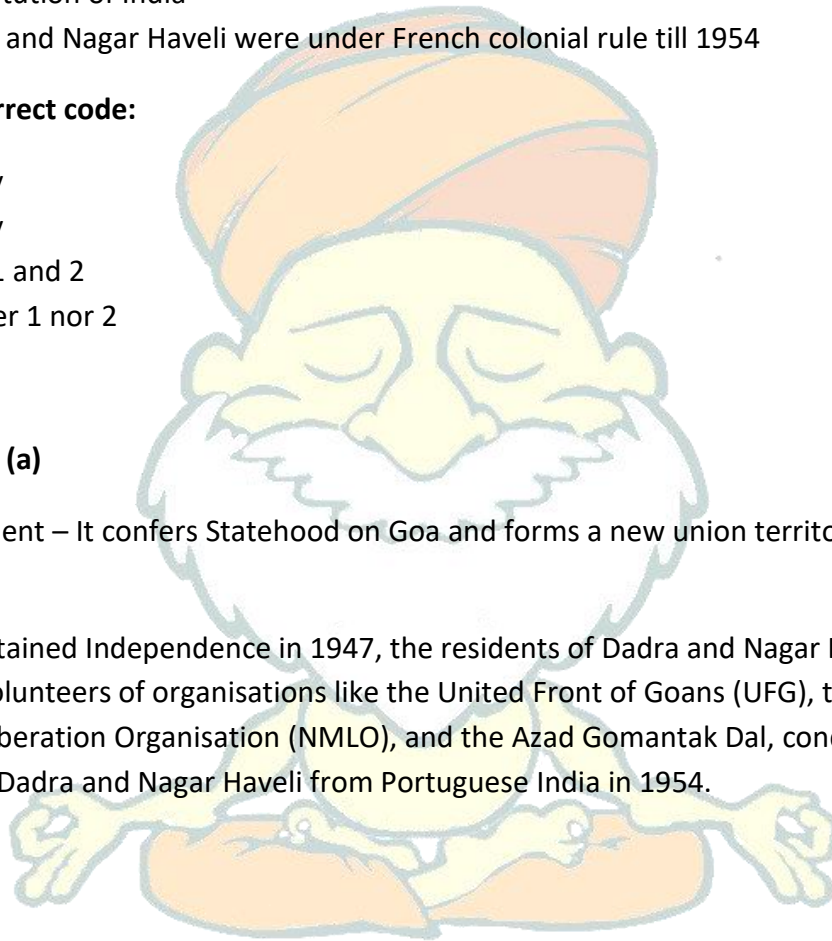 tution of India
and Nagar Haveli were under French colonial rule till 1954
rrect code:
y
y
1 and 2
er 1 nor 2
(a)
ent – It confers Statehood on Goa and forms a new union territo
tained Independence in 1947, the residents of Dadra and Nagar
olunteers of organisations like the United Front of Goans (UFG), t
beration Organisation (NMLO), and the Azad Gomantak Dal, con
Dadra and Nagar Haveli from Portuguese India in 1954.